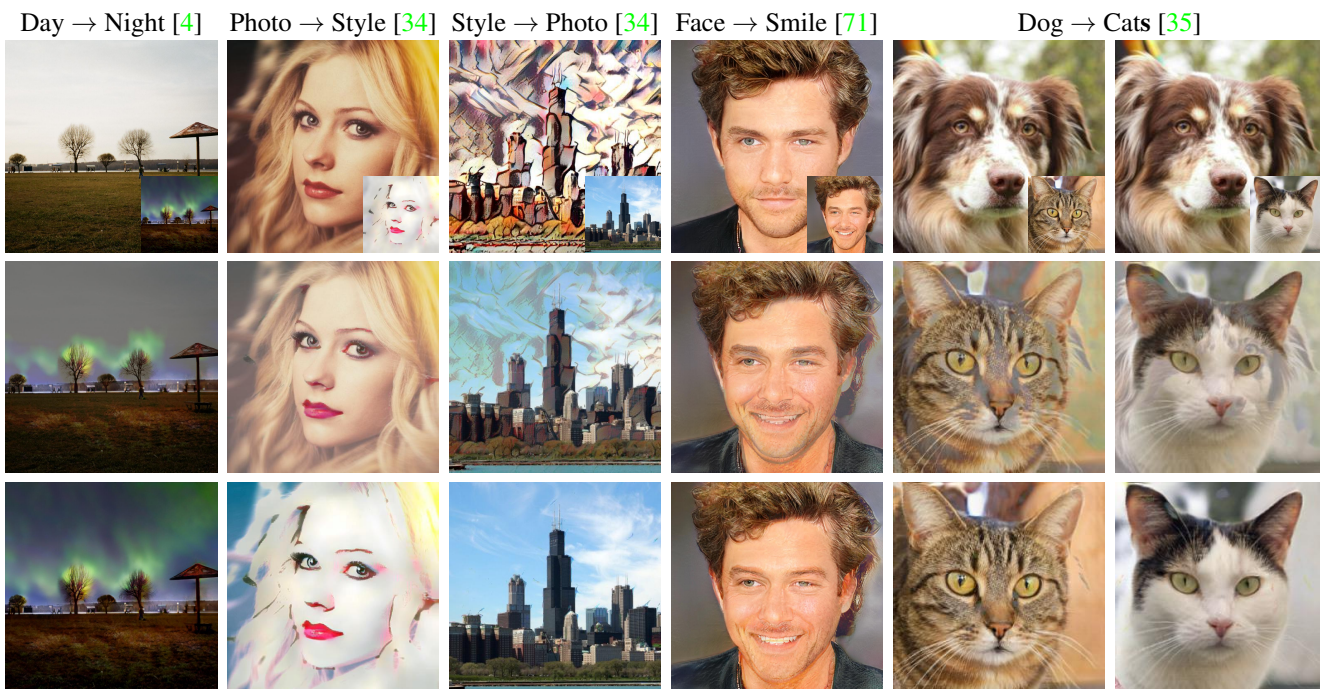 Day → Night [4] Photo → Style [34] Style → Photo [34] Face → Smile [71] Dog → Cats [35]